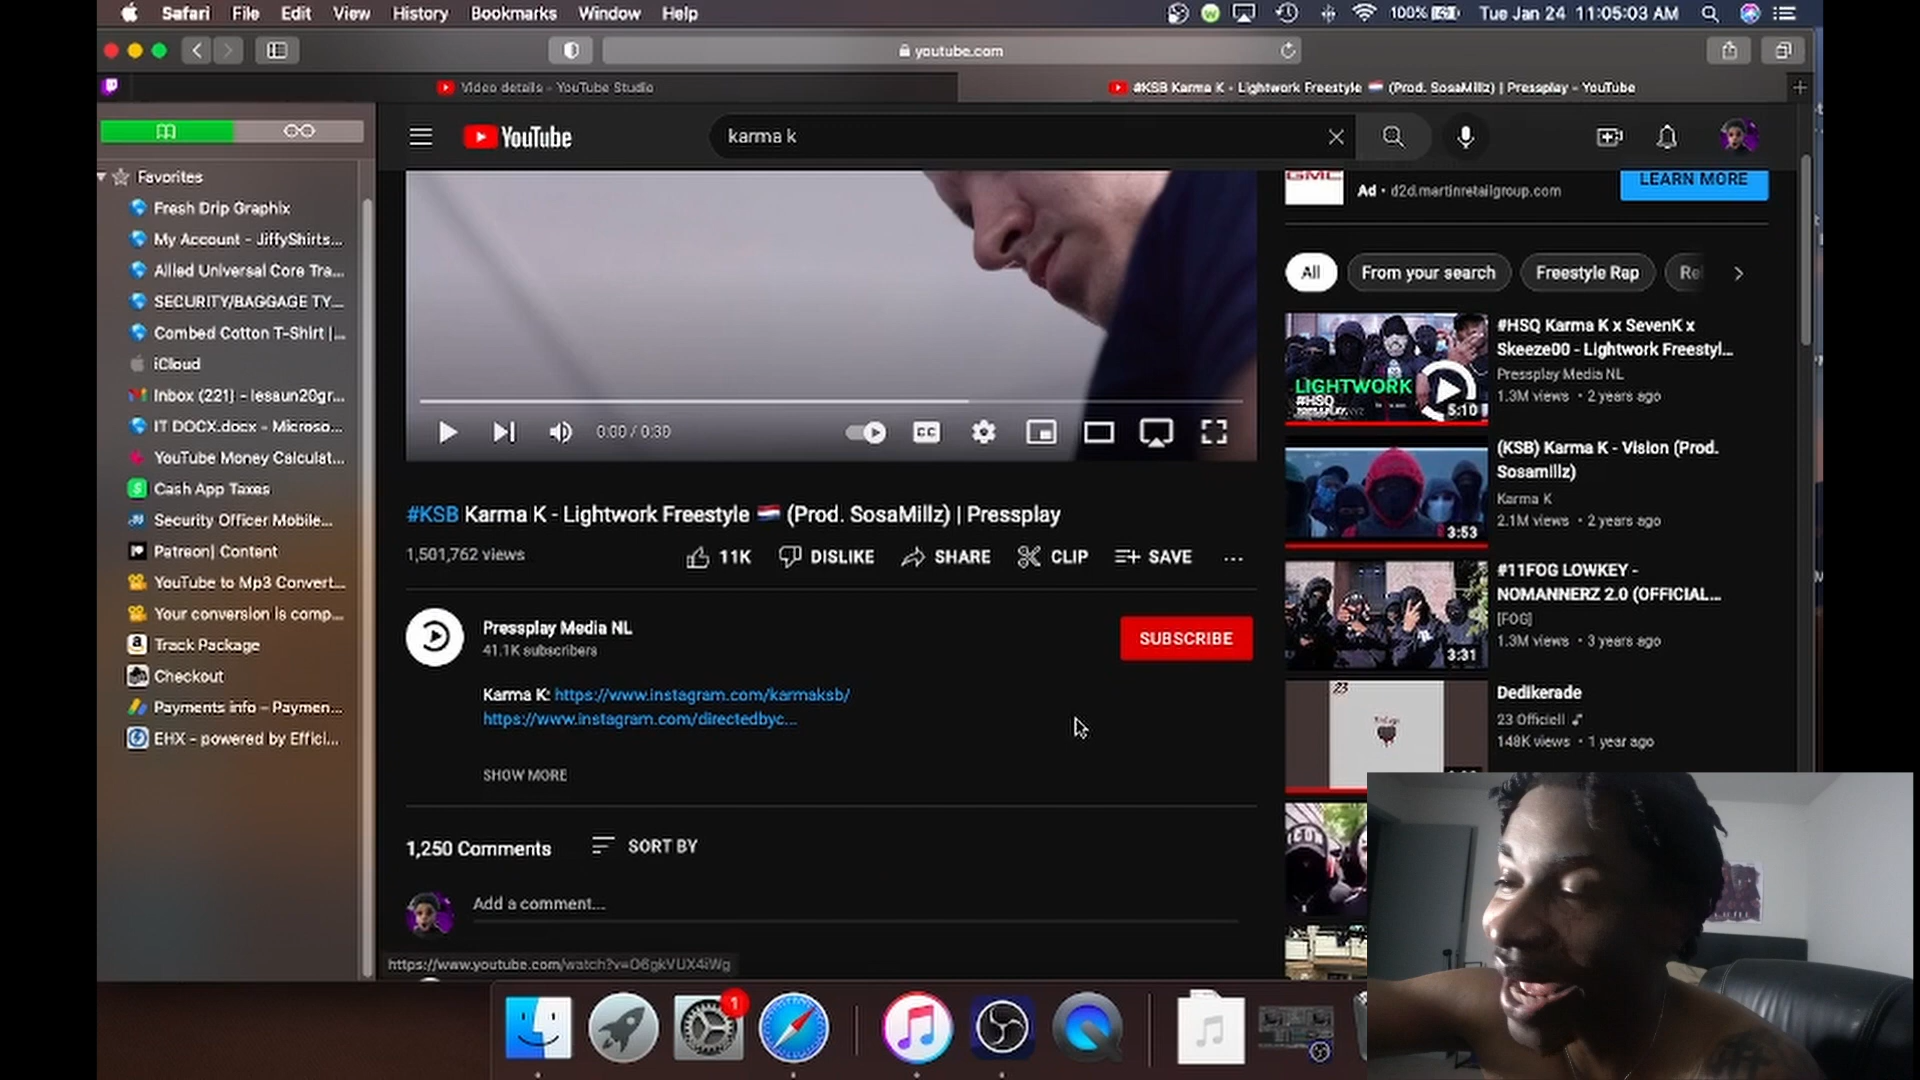 Safari File Edit View History Bookmarks Window Help 100% Tue Jan 24 11:05:03 AM
youtube.com
Video details - YouTube Studio
#KSB Karma K - Lightwork Freestyle 🇳🇱 (Prod. SosaMillz) | Pressplay - YouTube
YouTube
karma k
Favorites
Fresh Drip Graphix
My Account - JiffyShirts...
Allied Universal Core Tra...
SECURITY/BAGGAGE TY...
Combed Cotton T-Shirt |...
iCloud
Inbox (221) - lesaun20gr...
IT DOCX.docx - Microso...
YouTube Money Calculat...
Cash App Taxes
Security Officer Mobile...
Patreon| Content
YouTube to Mp3 Convert...
Your conversion is comp...
Track Package
Checkout
Payments info – Paymen...
EHX - powered by Effici...
0:00 / 0:30
CC
#KSB Karma K - Lightwork Freestyle 🇳🇱 (Prod. SosaMillz) | Pressplay
1,501,762 views
11K DISLIKE SHARE CLIP SAVE ...
Pressplay Media NL
41.1K subscribers
SUBSCRIBE
Karma K: https://www.instagram.com/karmaksb/
https://www.instagram.com/directedbyc...
SHOW MORE
1,250 Comments
SORT BY
Add a comment...
https://www.youtube.com/watch?v=O6gkVUX4iWg
GMC
Ad • d2d.martinretailgroup.com
LEARN MORE
All
From your search
Freestyle Rap
Rel
LIGHTWORK
#HSQ
5:10
#HSQ Karma K x SevenK x
Skeeze00 - Lightwork Freestyl...
Pressplay Media NL
1.3M views • 2 years ago
3:53
(KSB) Karma K - Vision (Prod.
Sosamillz)
Karma K
2.1M views • 2 years ago
3:31
#11FOG LOWKEY -
NOMANNERZ 2.0 (OFFICIAL...
[FOG]
1.3M views • 3 years ago
23
Dedikerade
23 Officiell
148K views • 1 year ago
1